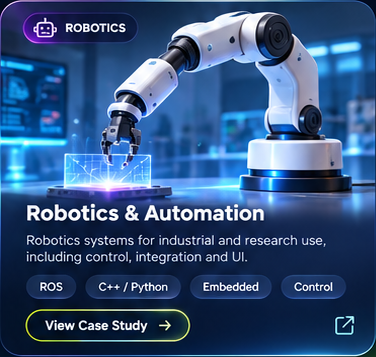 ROBOTICS
Robotics & Automation
Robotics systems for industrial and research use,
including control, integration and UI.
ROS
C++ / Python
Embedded
Control
View Case Study →